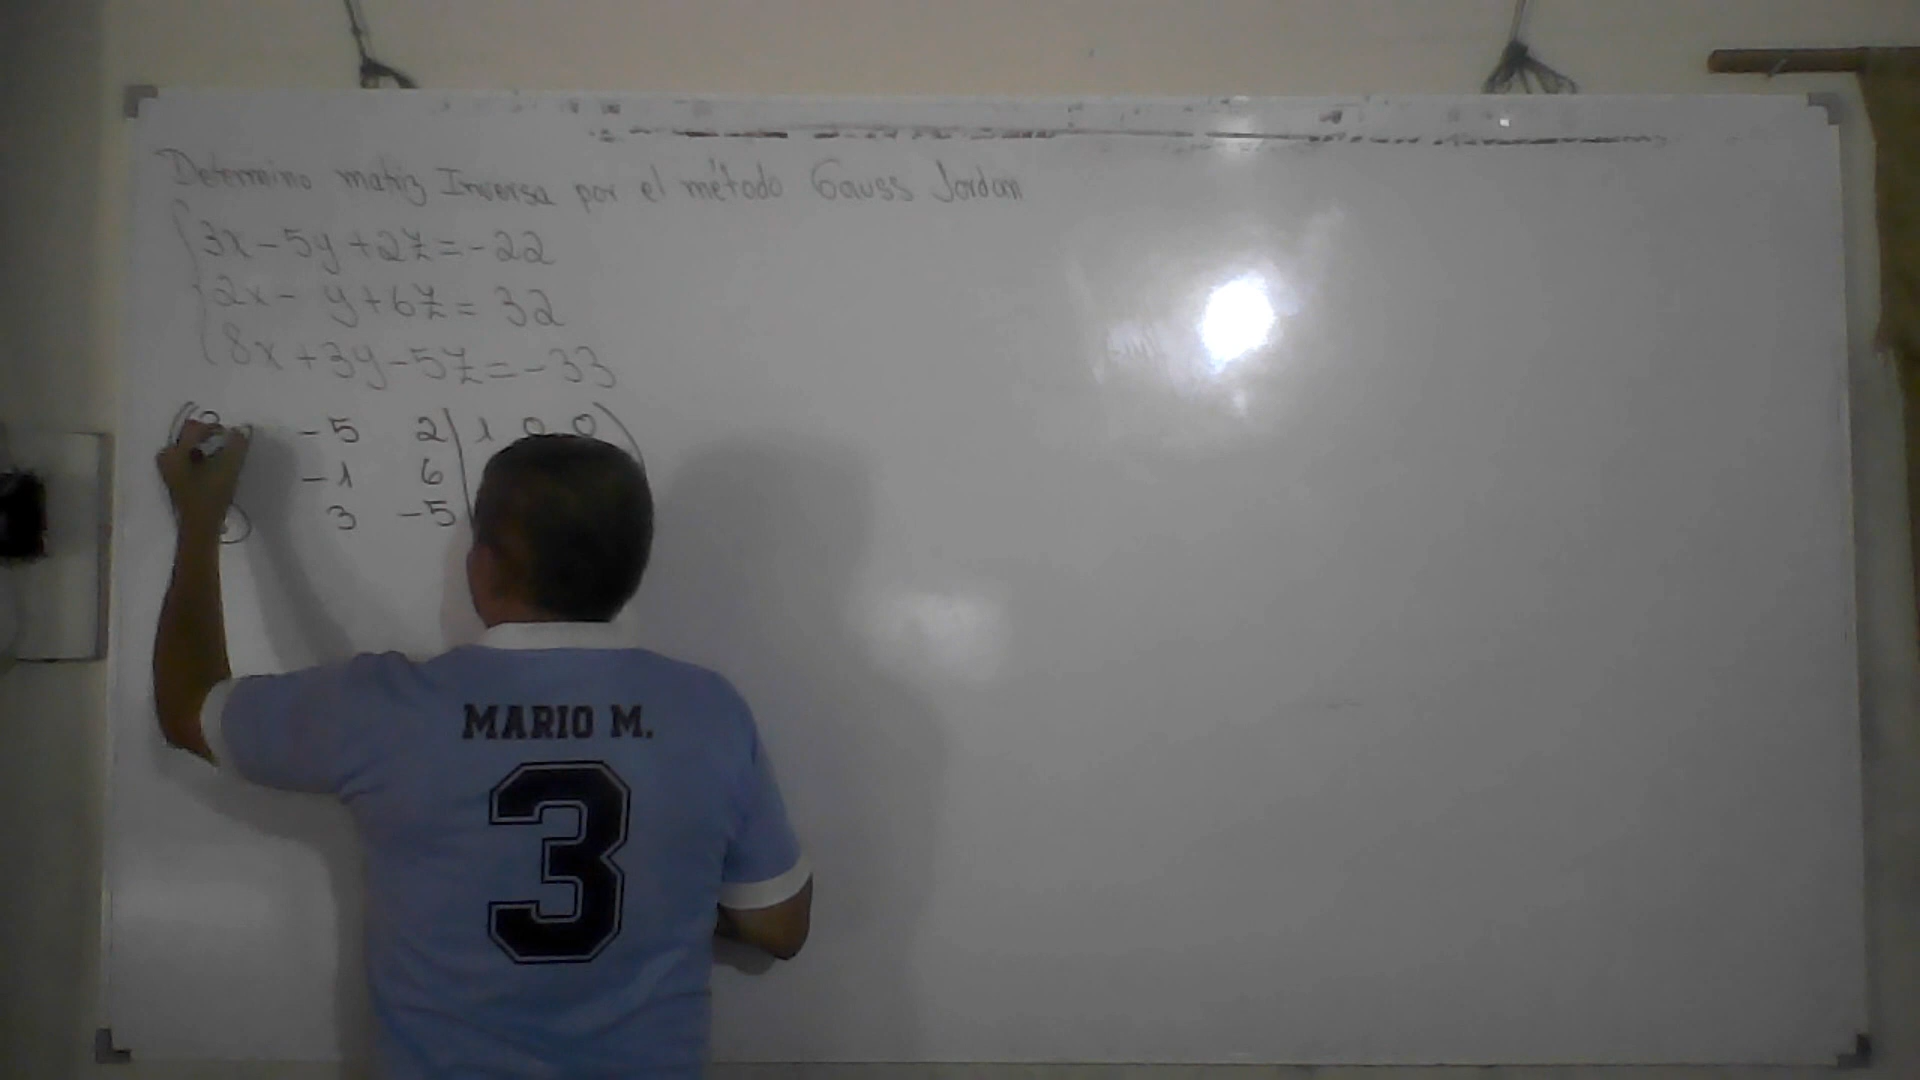 Determino matriz Inversa por el método Gauss Jordan
3x - 5y + 2z = -22
2x - y + 6z = 32
8x + 3y - 5z = -33
-5 2 | 1 0 0
-1 6
3 -5
MARIO M.
3